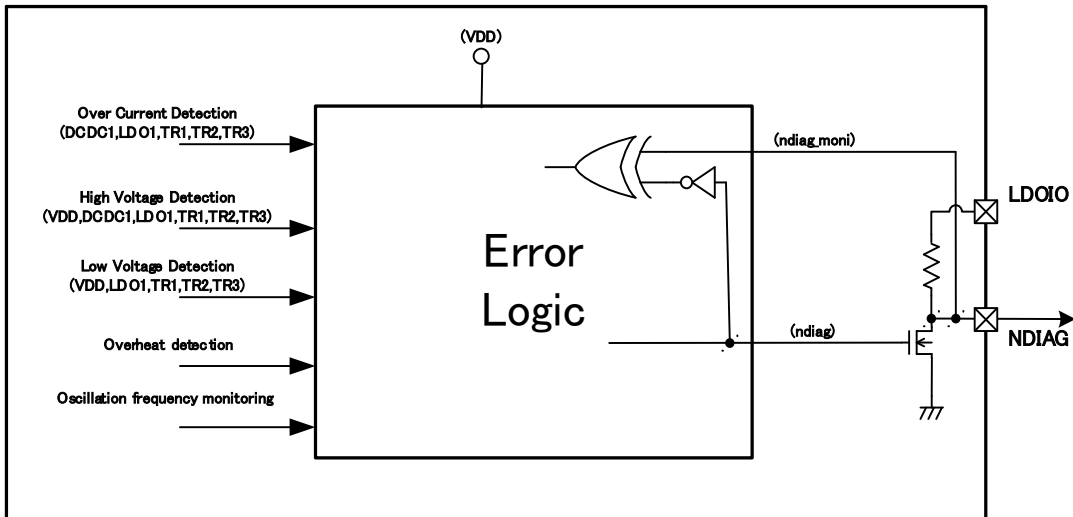 (VDD)
Over Current Detection
(DCDC1,LDO1,TR1,TR2,TR3)
High Voltage Detection
(VDD,DCDC1,LDO1,TR1,TR2,TR3)
Low Voltage Detection
(VDD,LDO1,TR1,TR2,TR3)
Overheat detection
Oscillation frequency monitoring
Error
Logic
(ndiag_moni)
(ndiag)
LDOIO
NDIAG